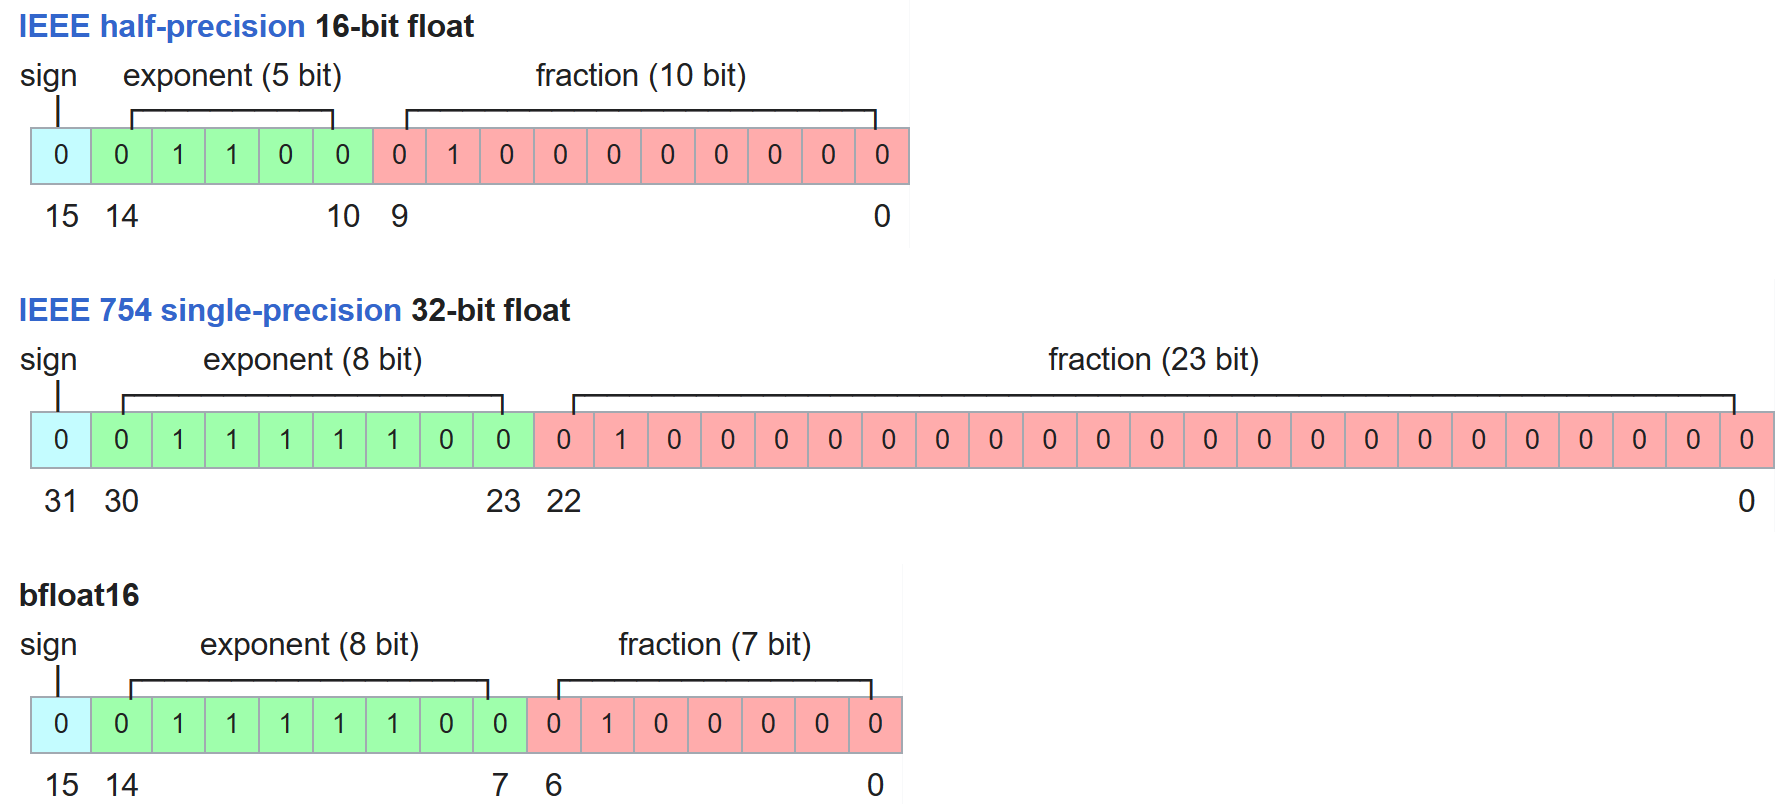 IEEE half-precision 16-bit float
sign exponent (5 bit) fraction (10 bit)
0 0 1 1 0 0 0 1 0 0 0 0 0 0 0 0
15 14 10 9 0
IEEE 754 single-precision 32-bit float
sign exponent (8 bit) fraction (23 bit)
0 0 1 1 1 1 1 0 0 0 1 0 0 0 0 0 0 0 0 0 0 0 0 0 0 0 0 0 0 0 0 0
31 30 23 22 0
bfloat16
sign exponent (8 bit) fraction (7 bit)
0 0 1 1 1 1 1 0 0 0 1 0 0 0 0 0
15 14 7 6 0